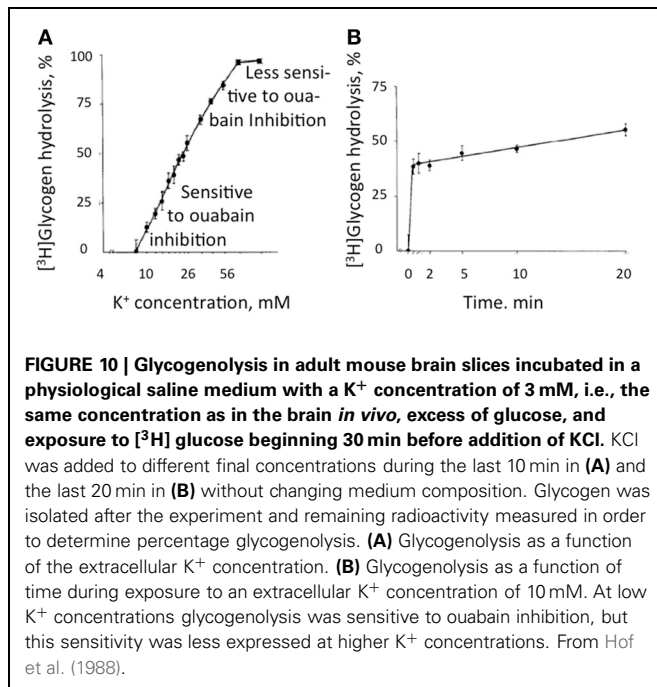 A
B
[³H]Glycogen hydrolysis, %
100
75
50
25
0
4
10
26
56
K⁺ concentration, mM
Less sensi-
tive to oua-
bain Inhibition
Sensitive
to ouabain
inhibition
[³H]Glycogen hydrolysis, %
75
50
25
0
0
2
5
10
20
Time. min
FIGURE 10 | Glycogenolysis in adult mouse brain slices incubated in a
physiological saline medium with a K⁺ concentration of 3 mM, i.e., the
same concentration as in the brain in vivo, excess of glucose, and
exposure to [³H] glucose beginning 30 min before addition of KCl. KCl
was added to different final concentrations during the last 10 min in (A) and
the last 20 min in (B) without changing medium composition. Glycogen was
isolated after the experiment and remaining radioactivity measured in order
to determine percentage glycogenolysis. (A) Glycogenolysis as a function
of the extracellular K⁺ concentration. (B) Glycogenolysis as a function of
time during exposure to an extracellular K⁺ concentration of 10 mM. At low
K⁺ concentrations glycogenolysis was sensitive to ouabain inhibition, but
this sensitivity was less expressed at higher K⁺ concentrations. From Hof
et al. (1988).